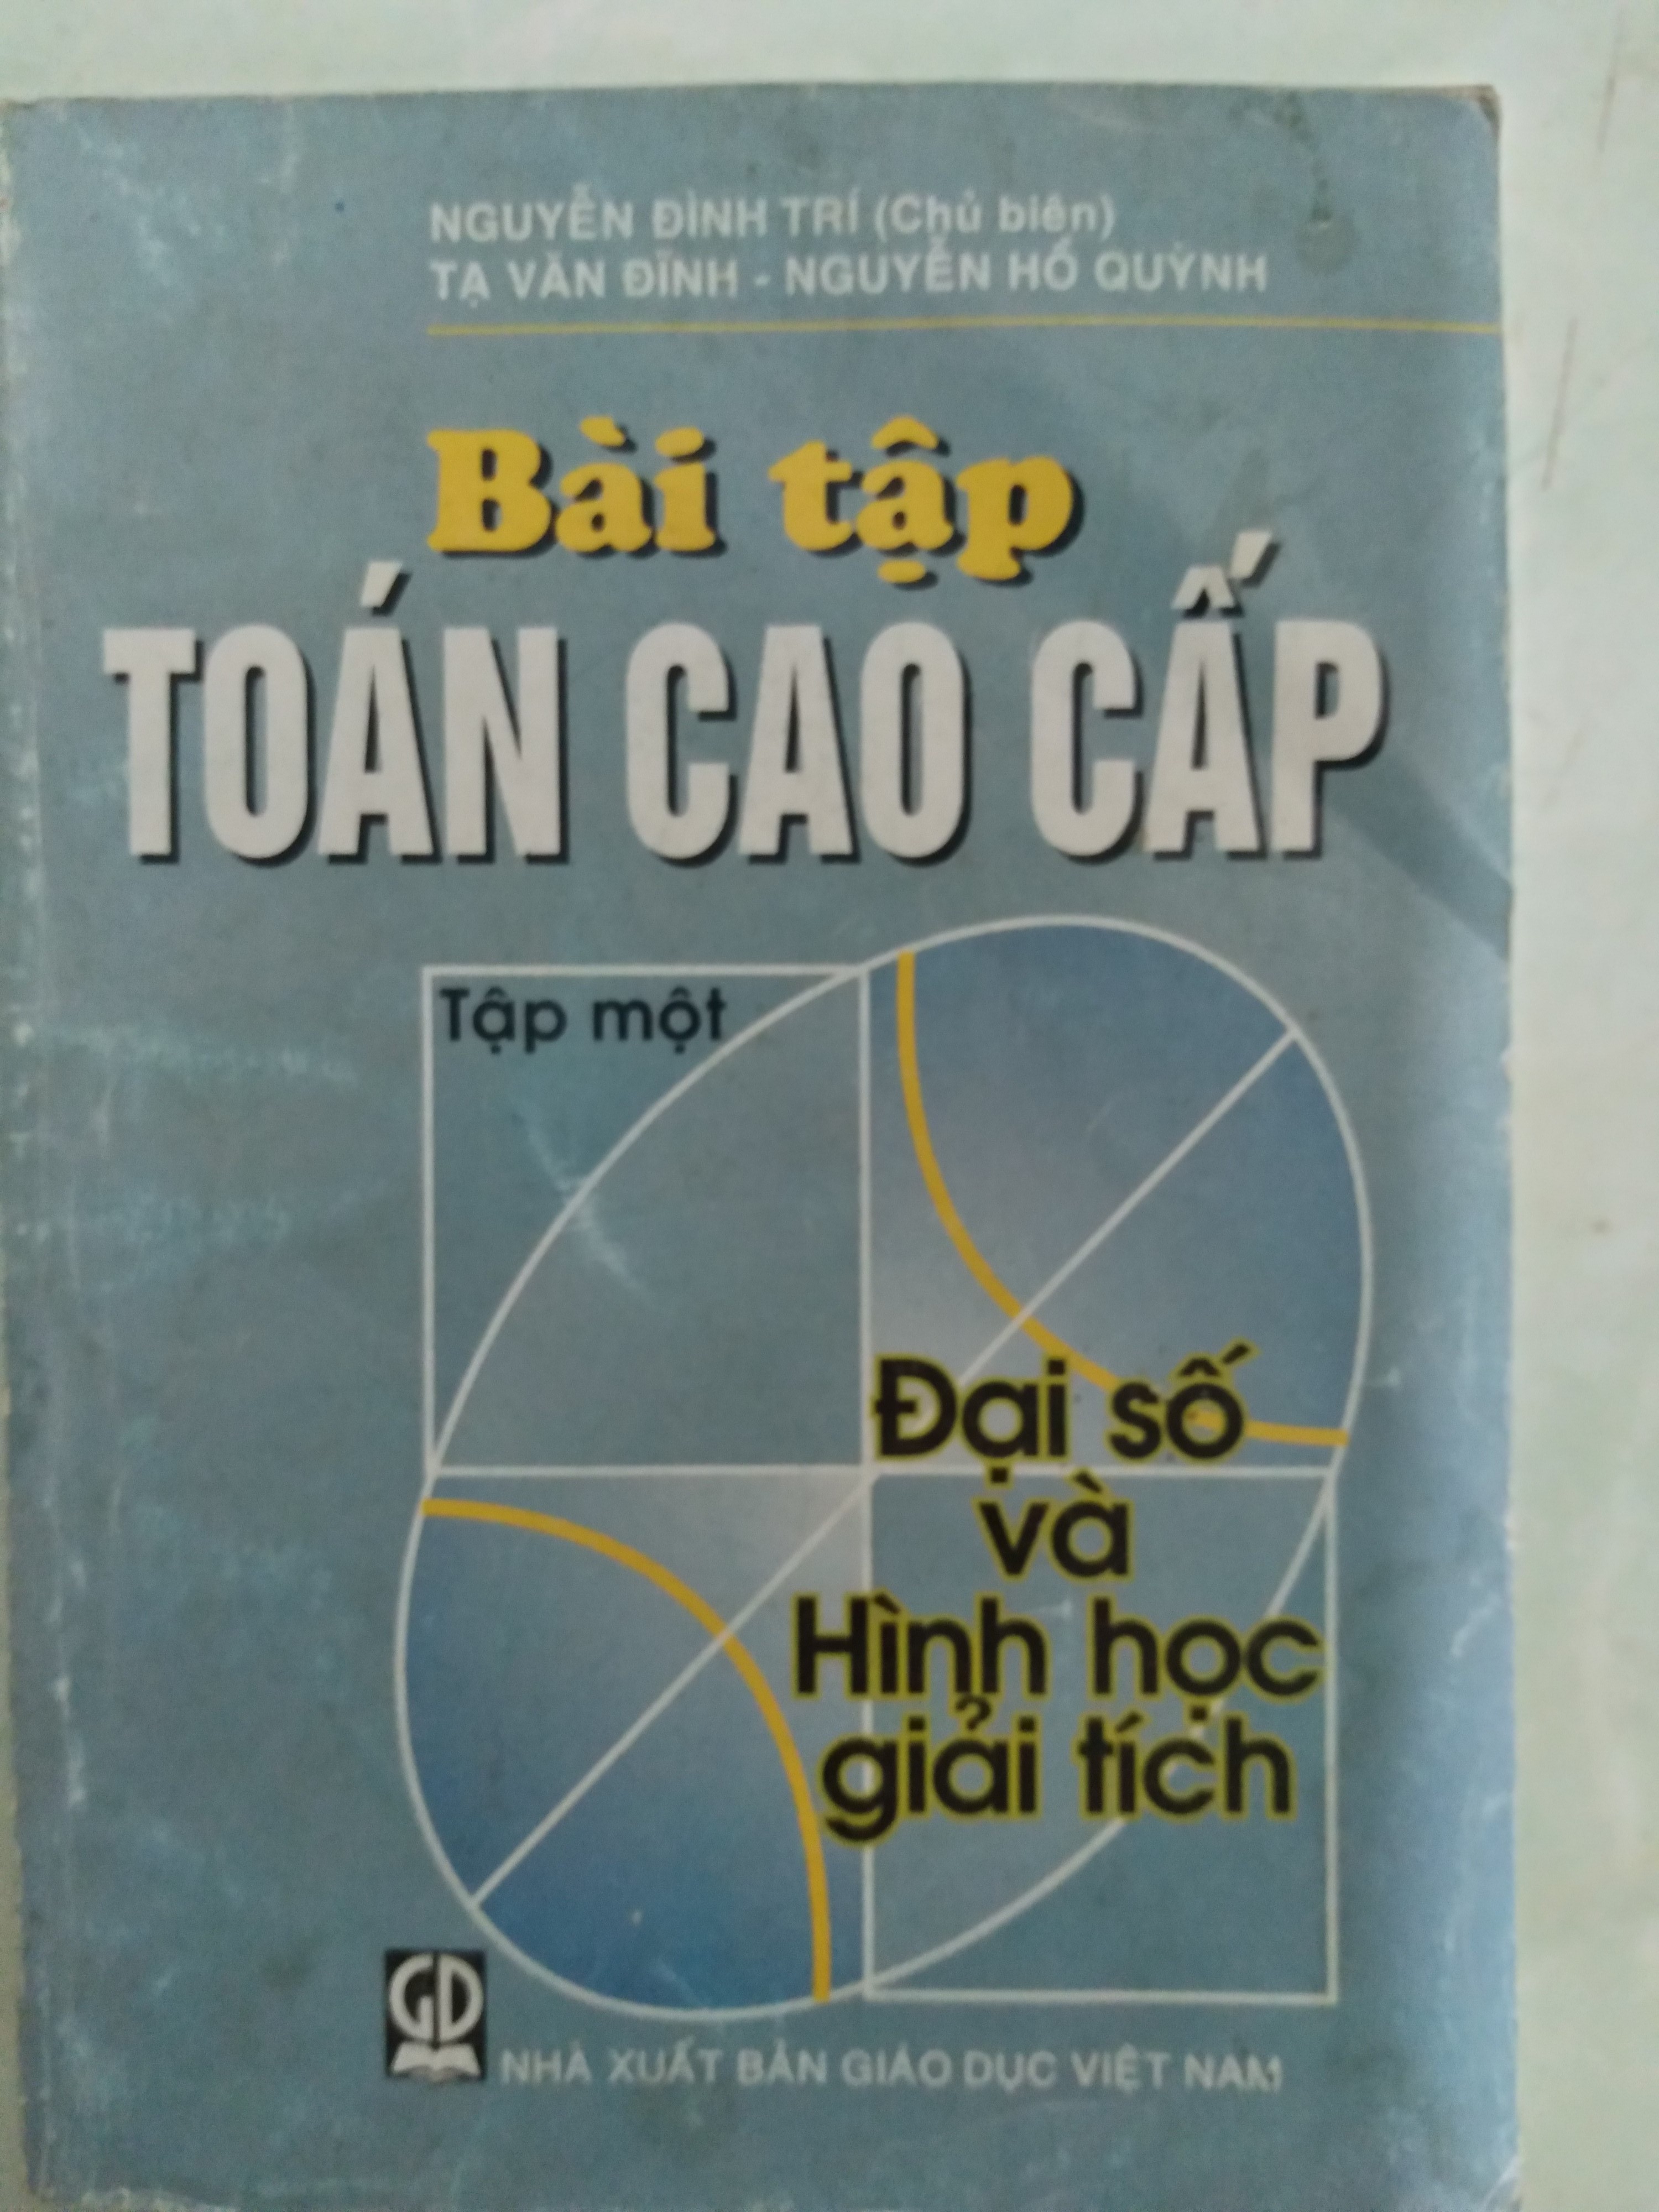 NGUYỄN ĐÌNH TRÍ (Chủ biên)
TẠ VĂN ĐĨNH - NGUYỄN HỒ QUỲNH
Bài tập
TOÁN CAO CẤP
Tập một
Đại số
và
Hình học
giải tích
GD
NHÀ XUẤT BẢN GIÁO DỤC VIỆT NAM